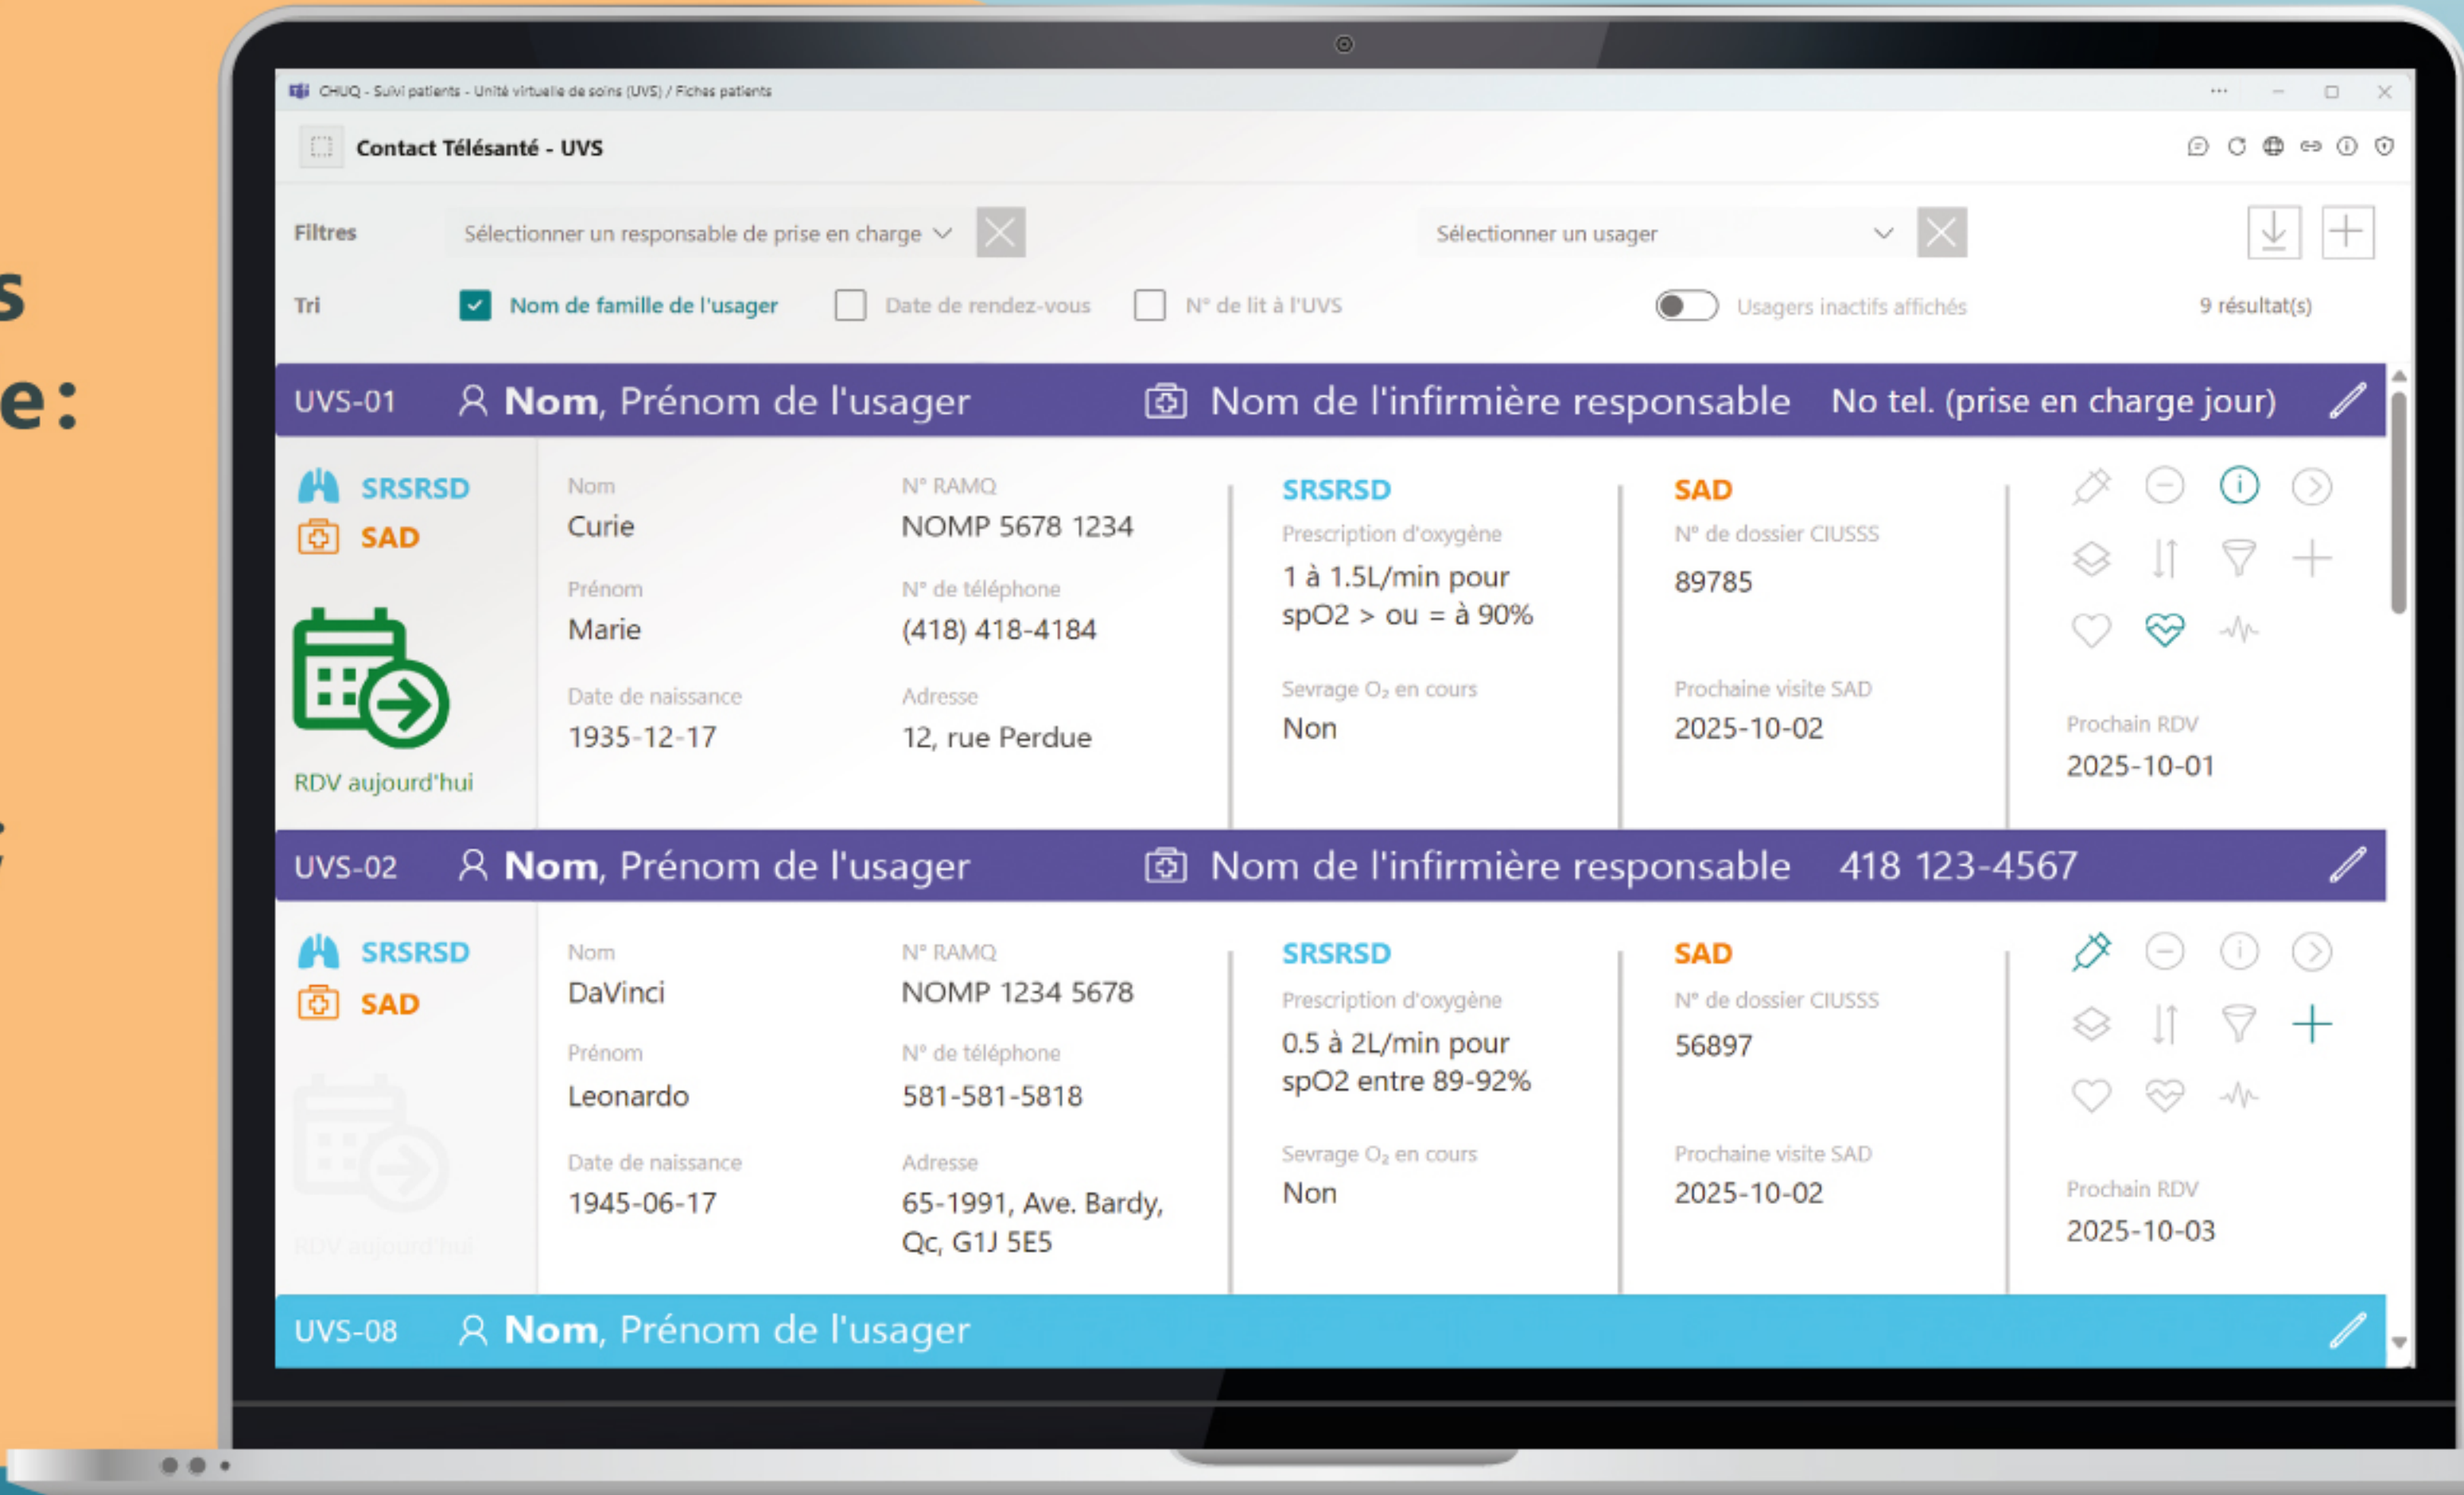 s
e :
;
CHUQ - Suivi patients - Unité virtuelle de soins (UVS) / Fiches patients
Contact Télésanté - UVS
Filtres Sélectionner un responsable de prise en charge Sélectionner un usager
Tri Nom de famille de l'usager Date de rendez-vous N° de lit à l'UVS Usagers inactifs affichés 9 résultat(s)
UVS-01 Nom, Prénom de l'usager Nom de l'infirmière responsable No tel. (prise en charge jour)
SRSRSD
SAD
RDV aujourd'hui
Nom
Curie
Prénom
Marie
Date de naissance
1935-12-17
N° RAMQ
NOMP 5678 1234
N° de téléphone
(418) 418-4184
Adresse
12, rue Perdue
SRSRSD
Prescription d'oxygène
1 à 1.5L/min pour
spO2 > ou = à 90%
Sevrage O₂ en cours
Non
SAD
N° de dossier CIUSSS
89785
Prochaine visite SAD
2025-10-02
Prochain RDV
2025-10-01
UVS-02 Nom, Prénom de l'usager Nom de l'infirmière responsable 418 123-4567
SRSRSD
SAD
RDV aujourd'hui
Nom
DaVinci
Prénom
Leonardo
Date de naissance
1945-06-17
N° RAMQ
NOMP 1234 5678
N° de téléphone
581-581-5818
Adresse
65-1991, Ave. Bardy,
Qc, G1J 5E5
SRSRSD
Prescription d'oxygène
0.5 à 2L/min pour
spO2 entre 89-92%
Sevrage O₂ en cours
Non
SAD
N° de dossier CIUSSS
56897
Prochaine visite SAD
2025-10-02
Prochain RDV
2025-10-03
UVS-08 Nom, Prénom de l'usager